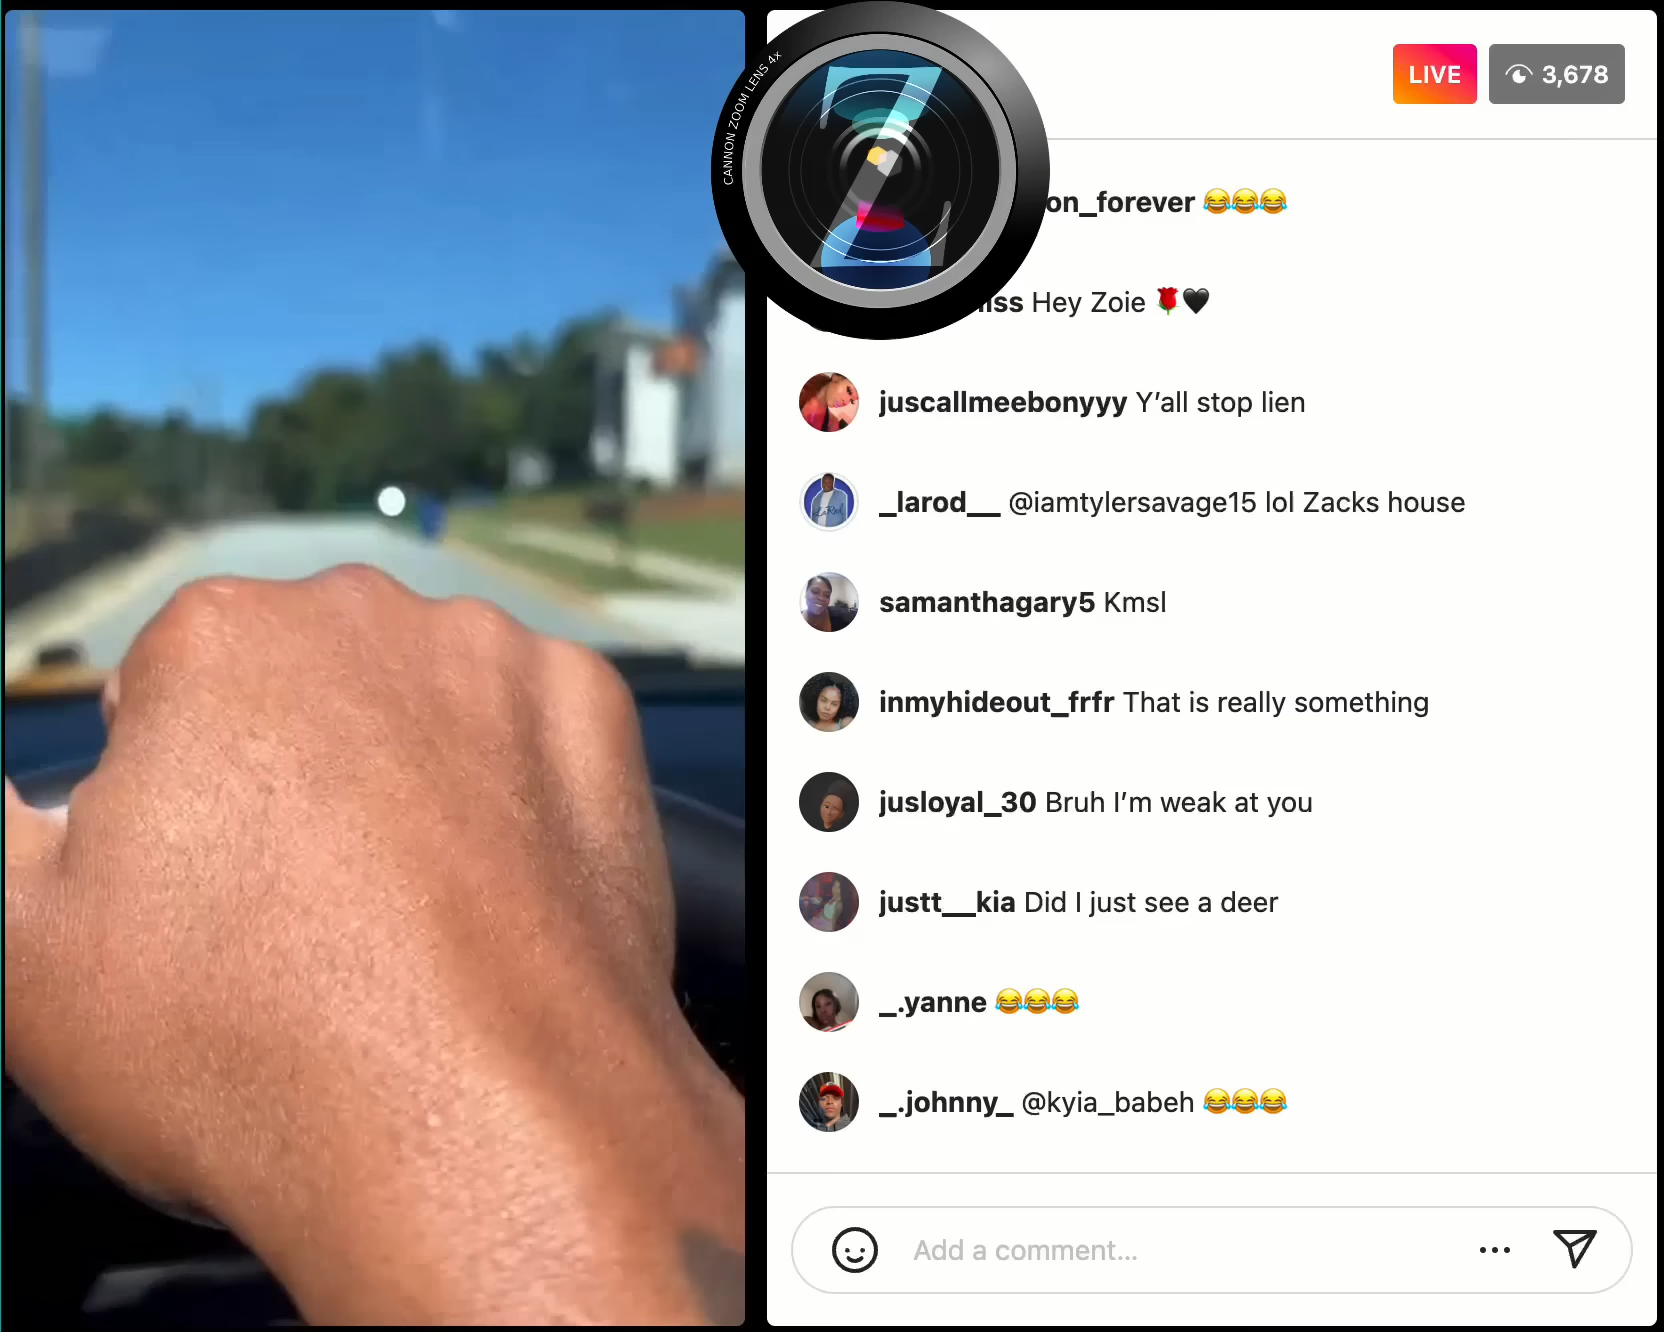 CANNON ZOOM LENS 4x
Z
LIVE 3,678
on_forever 😂😂😂
iss Hey Zoie 🌹🖤
juscallmeebonyyy Y’all stop lien
_larod__ @iamtylersavage15 lol Zacks house
samanthagary5 Kmsl
inmyhideout_frfr That is really something
jusloyal_30 Bruh I’m weak at you
justt__kia Did I just see a deer
_.yanne 😂😂😂
_.johnny_ @kyia_babeh 😂😂😂
Add a comment...